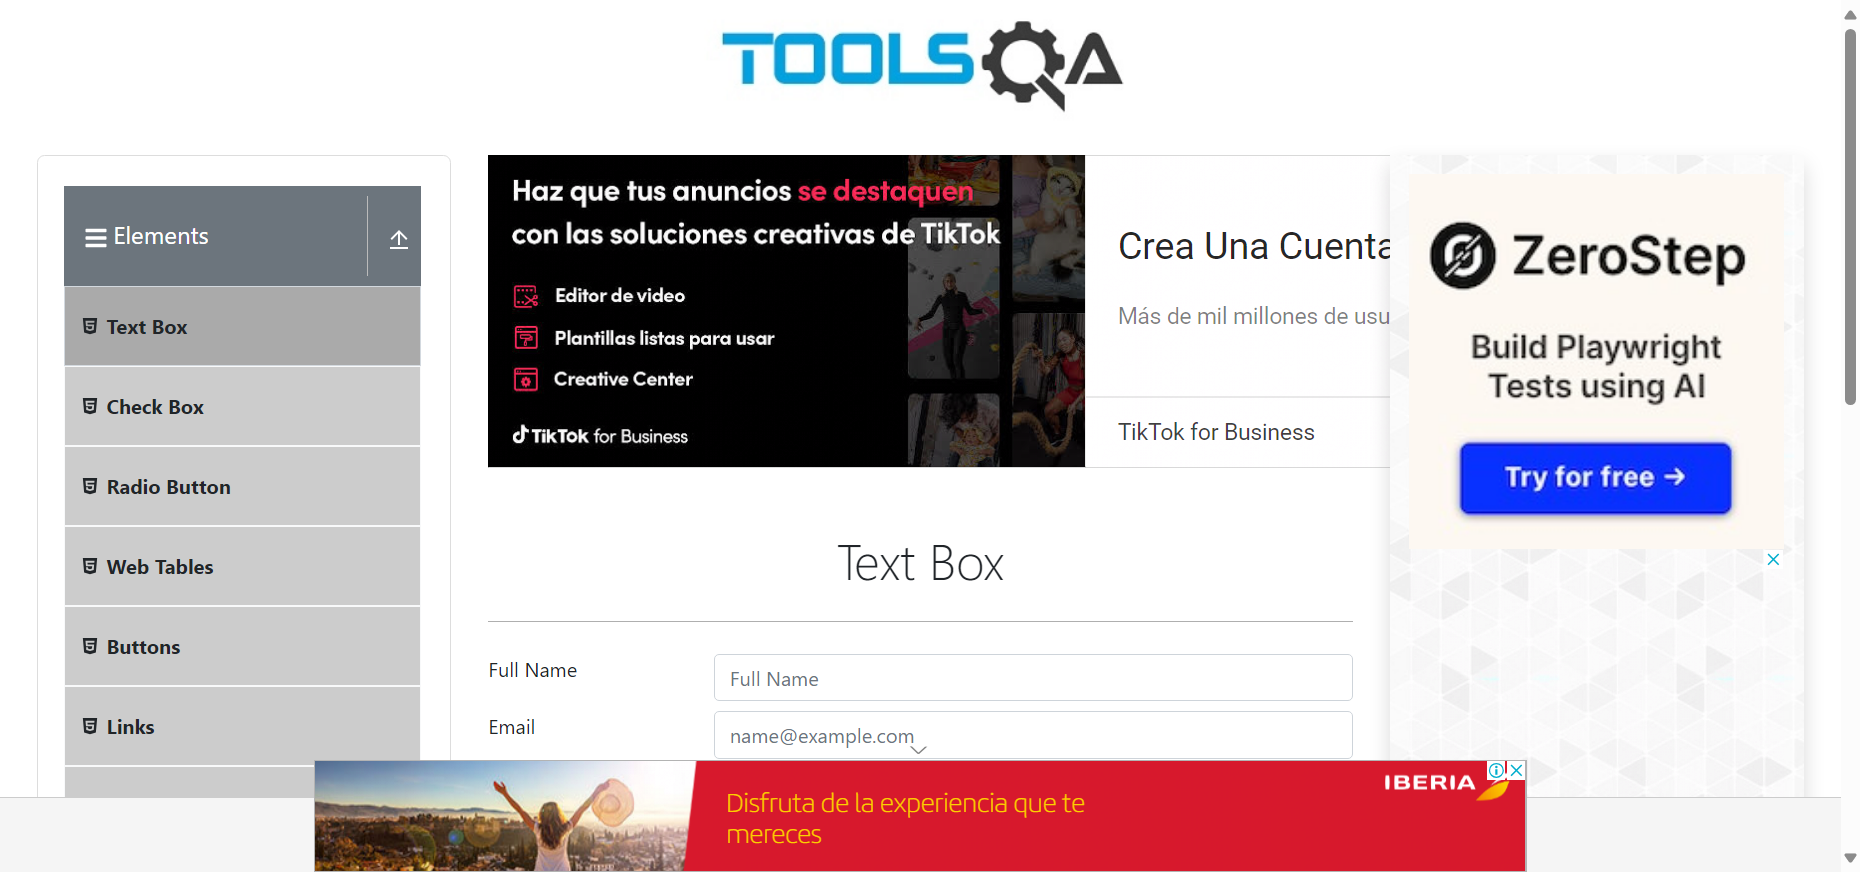 TOOLSQA
Elements
Text Box
Check Box
Radio Button
Web Tables
Buttons
Links
Haz que tus anuncios se destaquen
con las soluciones creativas de TikTok
Editor de video
Plantillas listas para usar
Creative Center
TikTok for Business
Crea Una Cuenta
Más de mil millones de usu
TikTok for Business
ZeroStep
Build Playwright
Tests using AI
Try for free →
Text Box
Full Name
Full Name
Email
name@example.com
Disfruta de la experiencia que te
mereces
IBERIA